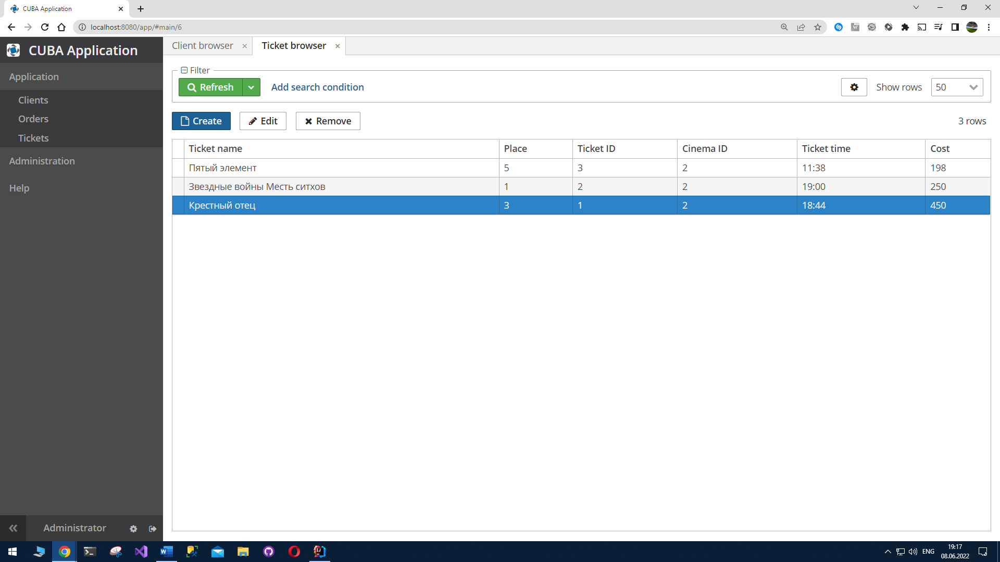 CUBA Application
localhost:8080/app/#main/6
CUBA Application
Client browser
Ticket browser
Application
Clients
Orders
Tickets
Administration
Help
Filter
Refresh
Add search condition
Show rows
50
Create
Edit
Remove
3 rows
Ticket name Place Ticket ID Cinema ID Ticket time Cost
Пятый элемент 5 3 2 11:38 198
Звездные войны Месть ситхов 1 2 2 19:00 250
Крестный отец 3 1 2 18:44 450
Administrator
ENG
19:17
08.06.2022